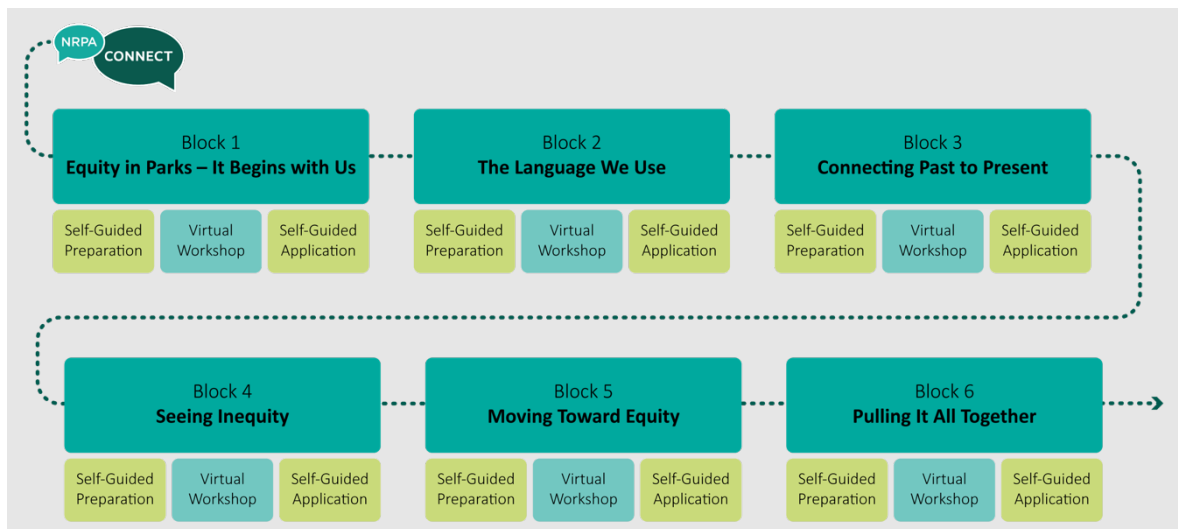 NRPA
CONNECT
Block 1
Equity in Parks – It Begins with Us
Self-Guided
Preparation
Virtual
Workshop
Self-Guided
Application
Block 2
The Language We Use
Self-Guided
Preparation
Virtual
Workshop
Self-Guided
Application
Block 3
Connecting Past to Present
Self-Guided
Preparation
Virtual
Workshop
Self-Guided
Application
Block 4
Seeing Inequity
Self-Guided
Preparation
Virtual
Workshop
Self-Guided
Application
Block 5
Moving Toward Equity
Self-Guided
Preparation
Virtual
Workshop
Self-Guided
Application
Block 6
Pulling It All Together
Self-Guided
Preparation
Virtual
Workshop
Self-Guided
Application